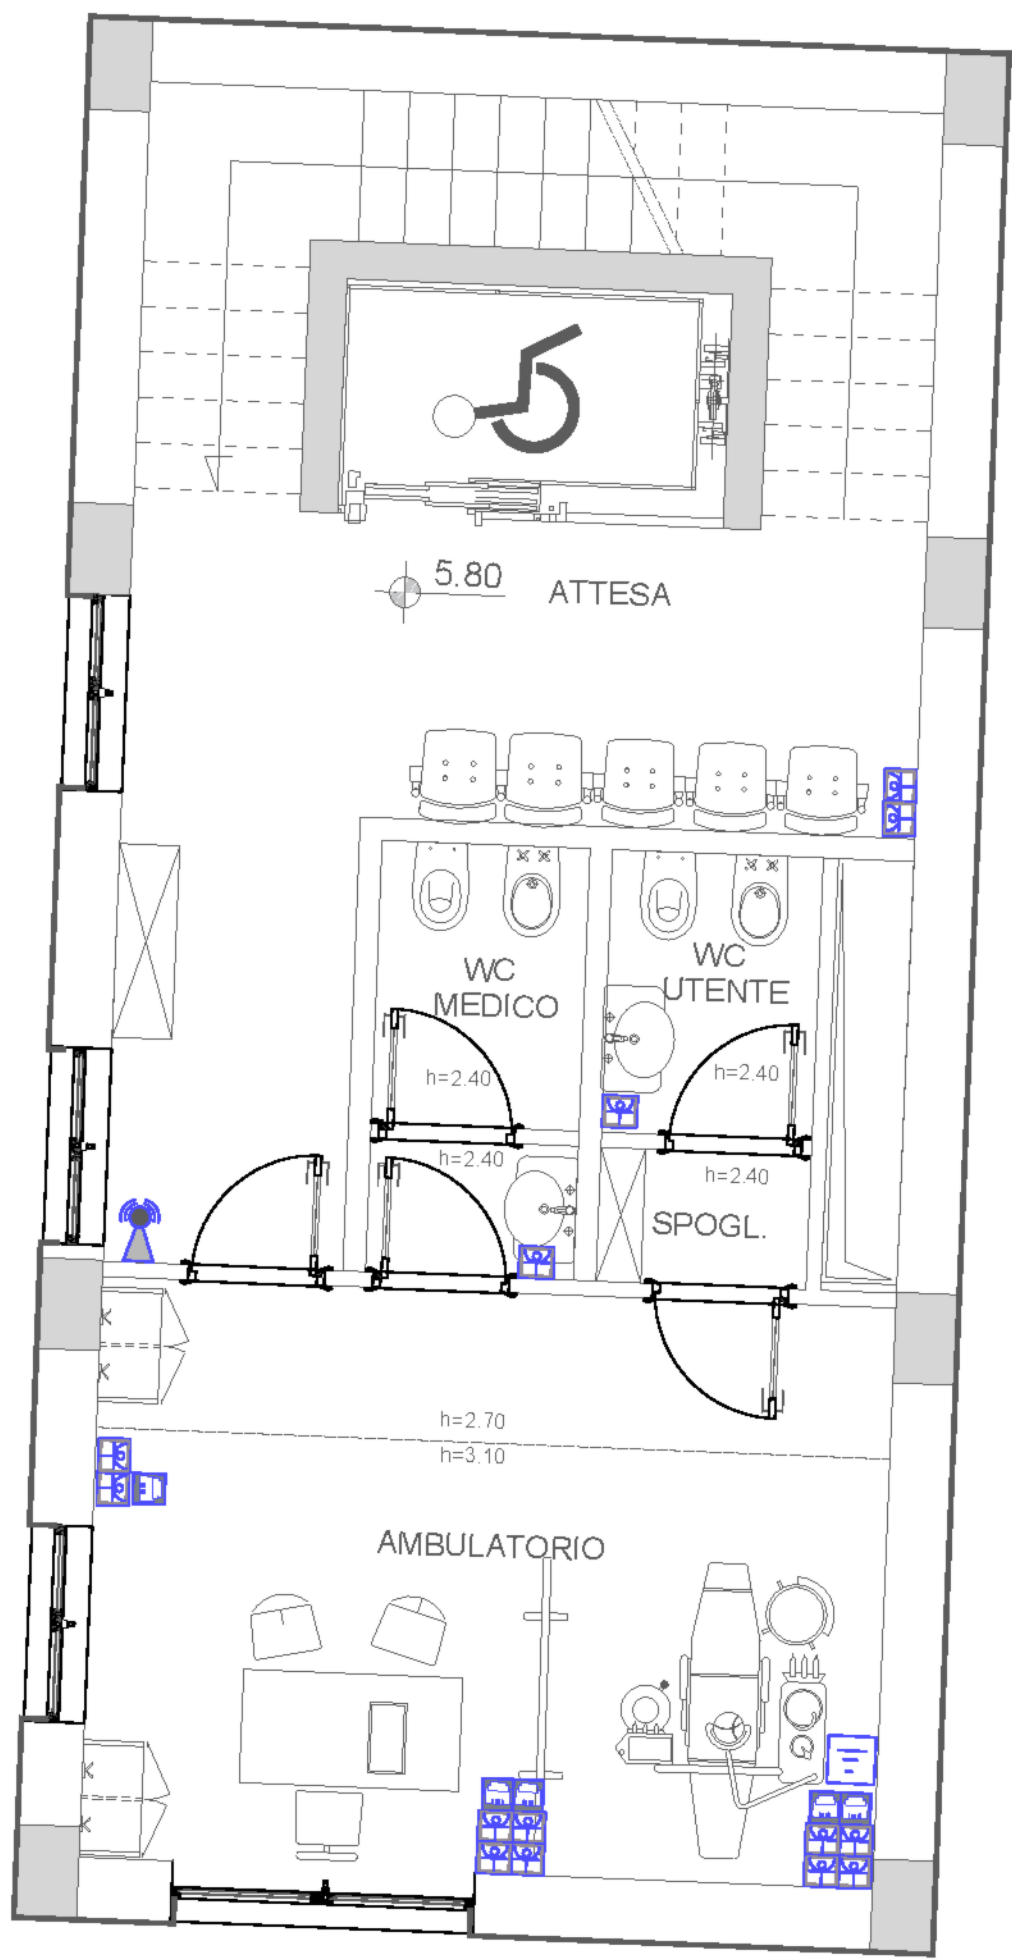 5.80
ATTESA
WC
MEDICO
WC
UTENTE
h=2.40
h=2.40
h=2.40
h=2.40
SPOGL.
h=2.70
h=3.10
AMBULATORIO